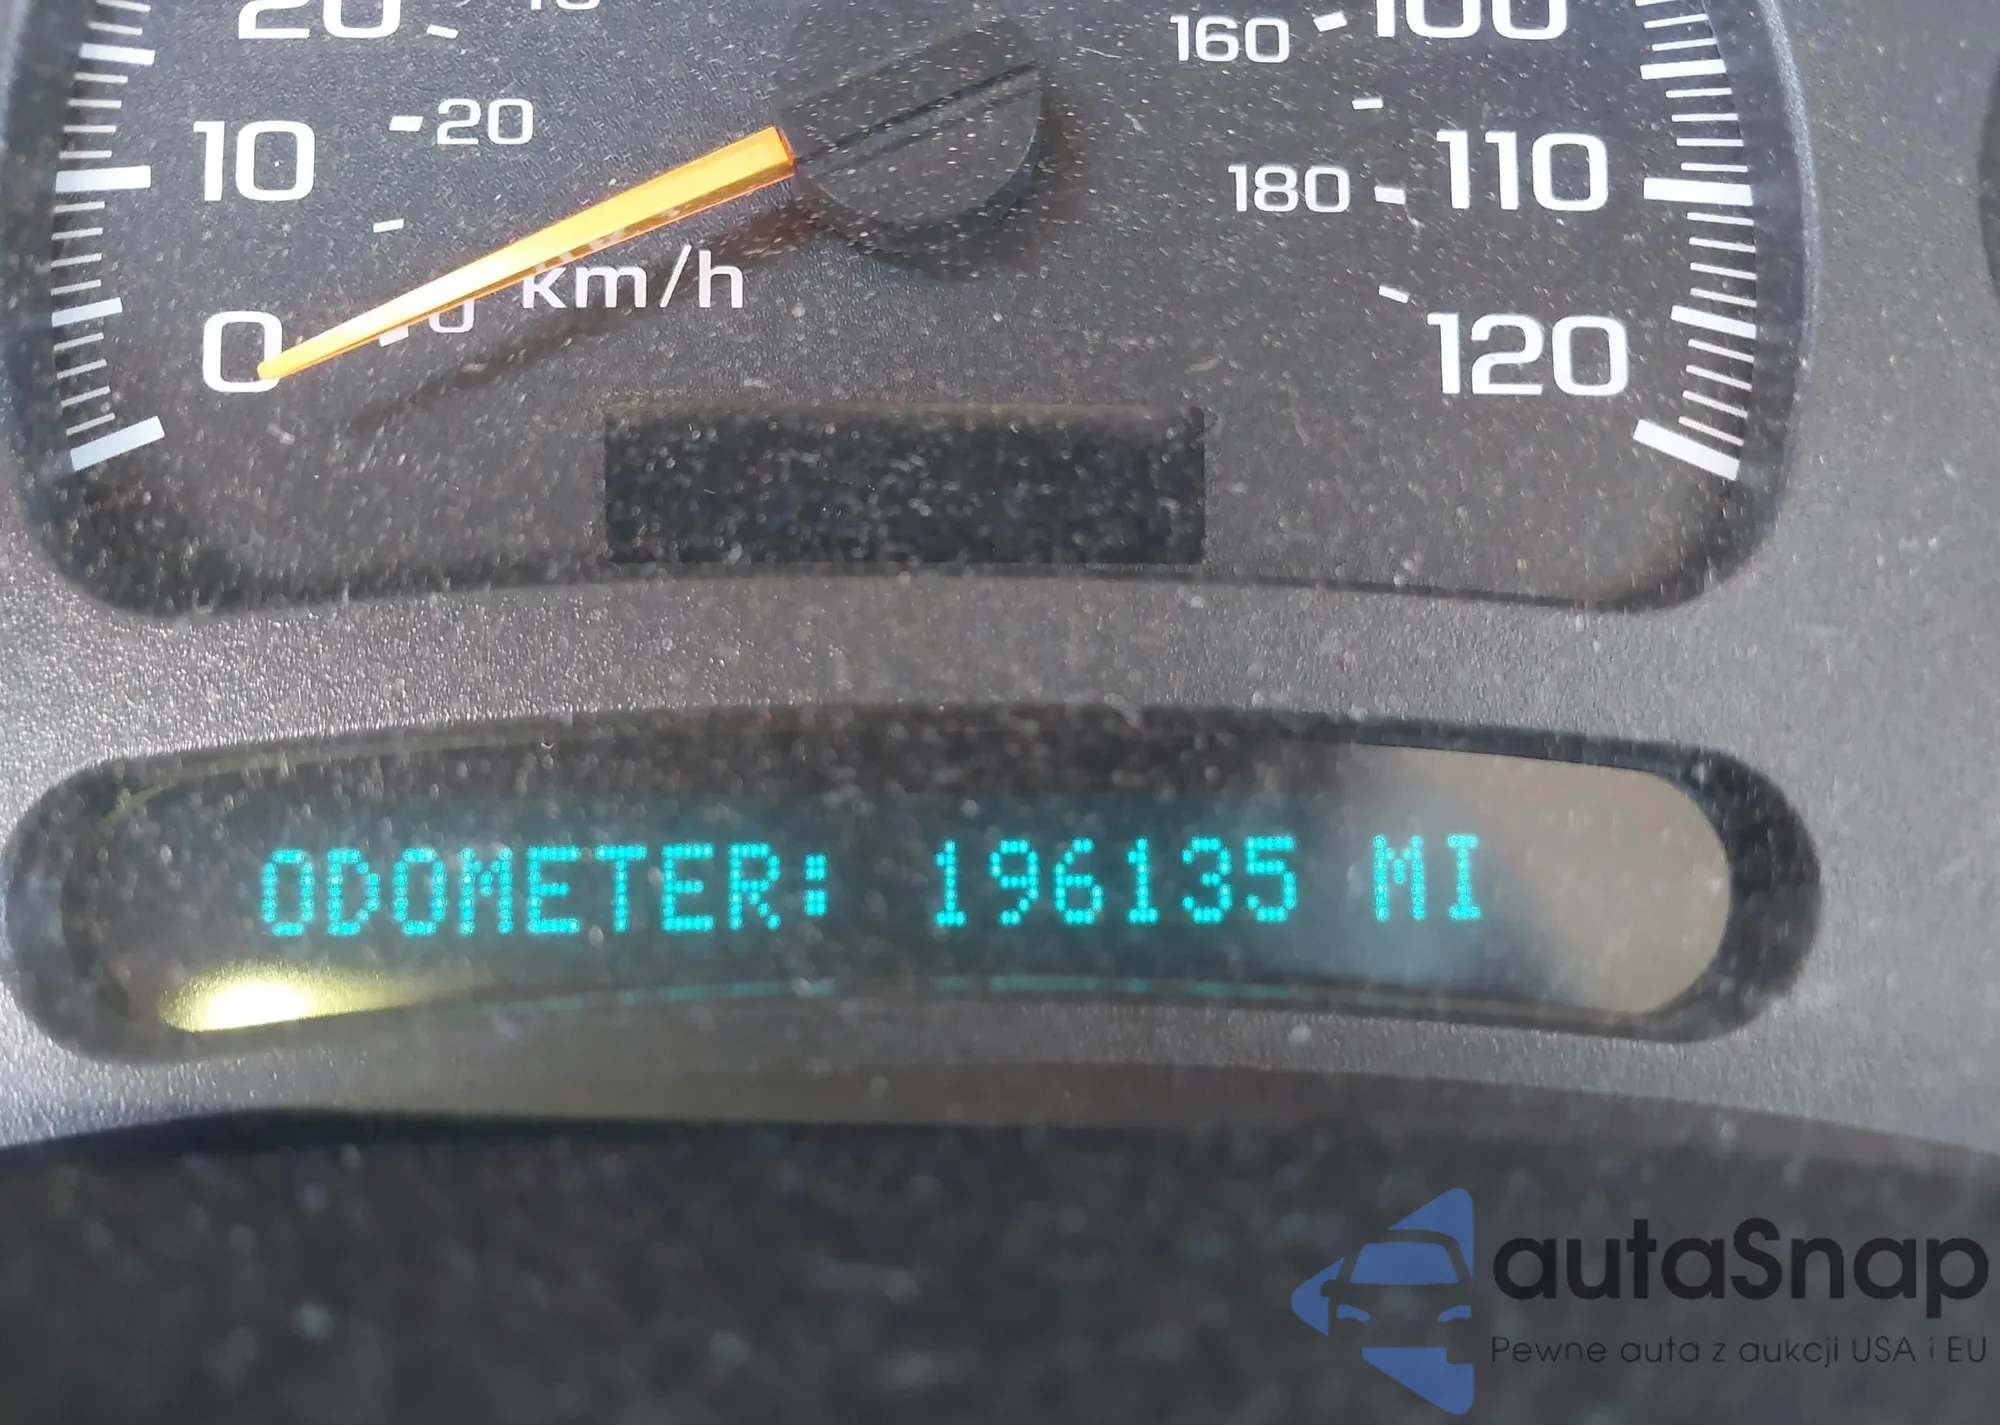 20
160
100
10
20
180
110
km/h
0
120
ODOMETER: 196135 MI
autaSnap
Pewne auta z aukcji USA i EU